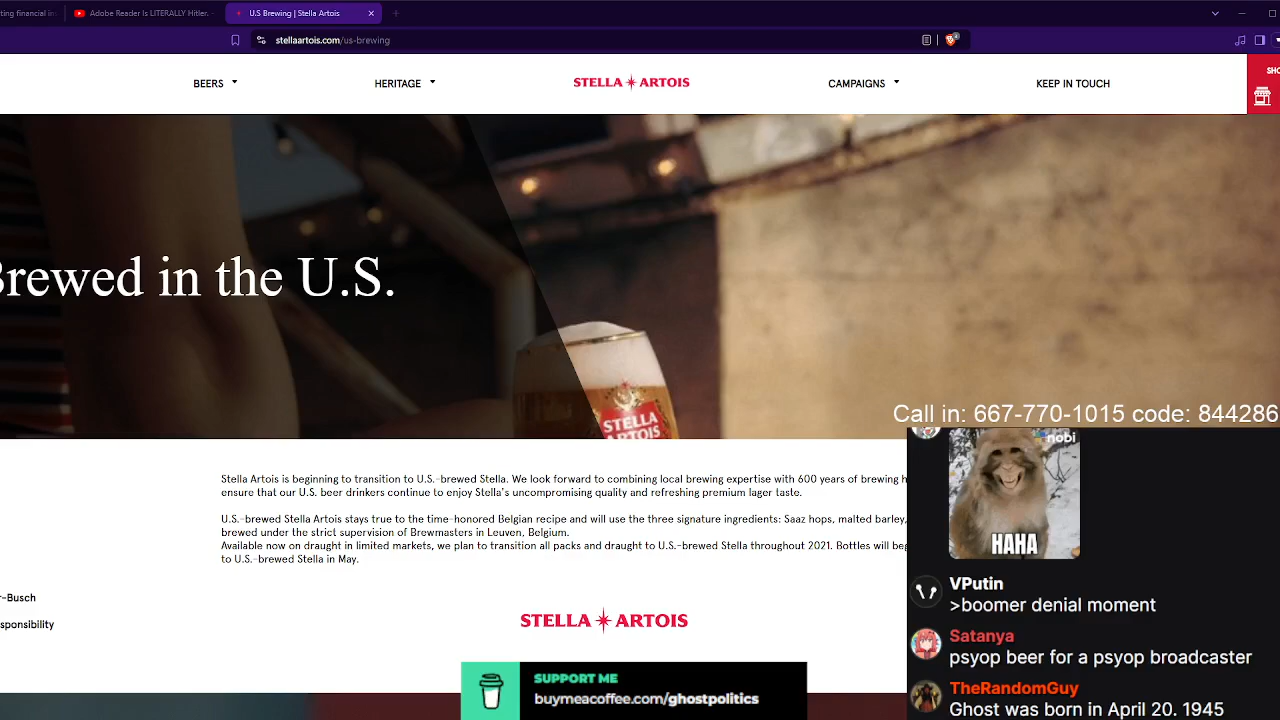 ting financial in
Adobe Reader Is LITERALLY Hitler.
U.S Brewing | Stella Artois
stellaartois.com/us-brewing
BEERS
HERITAGE
STELLA ARTOIS
CAMPAIGNS
KEEP IN TOUCH
SHO
Brewed in the U.S.
STELLA
ARTOIS
Call in: 667-770-1015 code: 844286
Stella Artois is beginning to transition to U.S.-brewed Stella. We look forward to combining local brewing expertise with 600 years of brewing h
ensure that our U.S. beer drinkers continue to enjoy Stella's uncompromising quality and refreshing premium lager taste.
U.S.-brewed Stella Artois stays true to the time-honored Belgian recipe and will use the three signature ingredients: Saaz hops, malted barley,
brewed under the strict supervision of Brewmasters in Leuven, Belgium.
Available now on draught in limited markets, we plan to transition all packs and draught to U.S.-brewed Stella throughout 2021. Bottles will beg
to U.S.-brewed Stella in May.
r-Busch
sponsibility
STELLA ARTOIS
SUPPORT ME
buymeacoffee.com/ghostpolitics
nobi
HAHA
VPutin
>boomer denial moment
Satanya
psyop beer for a psyop broadcaster
TheRandomGuy
Ghost was born in April 20. 1945